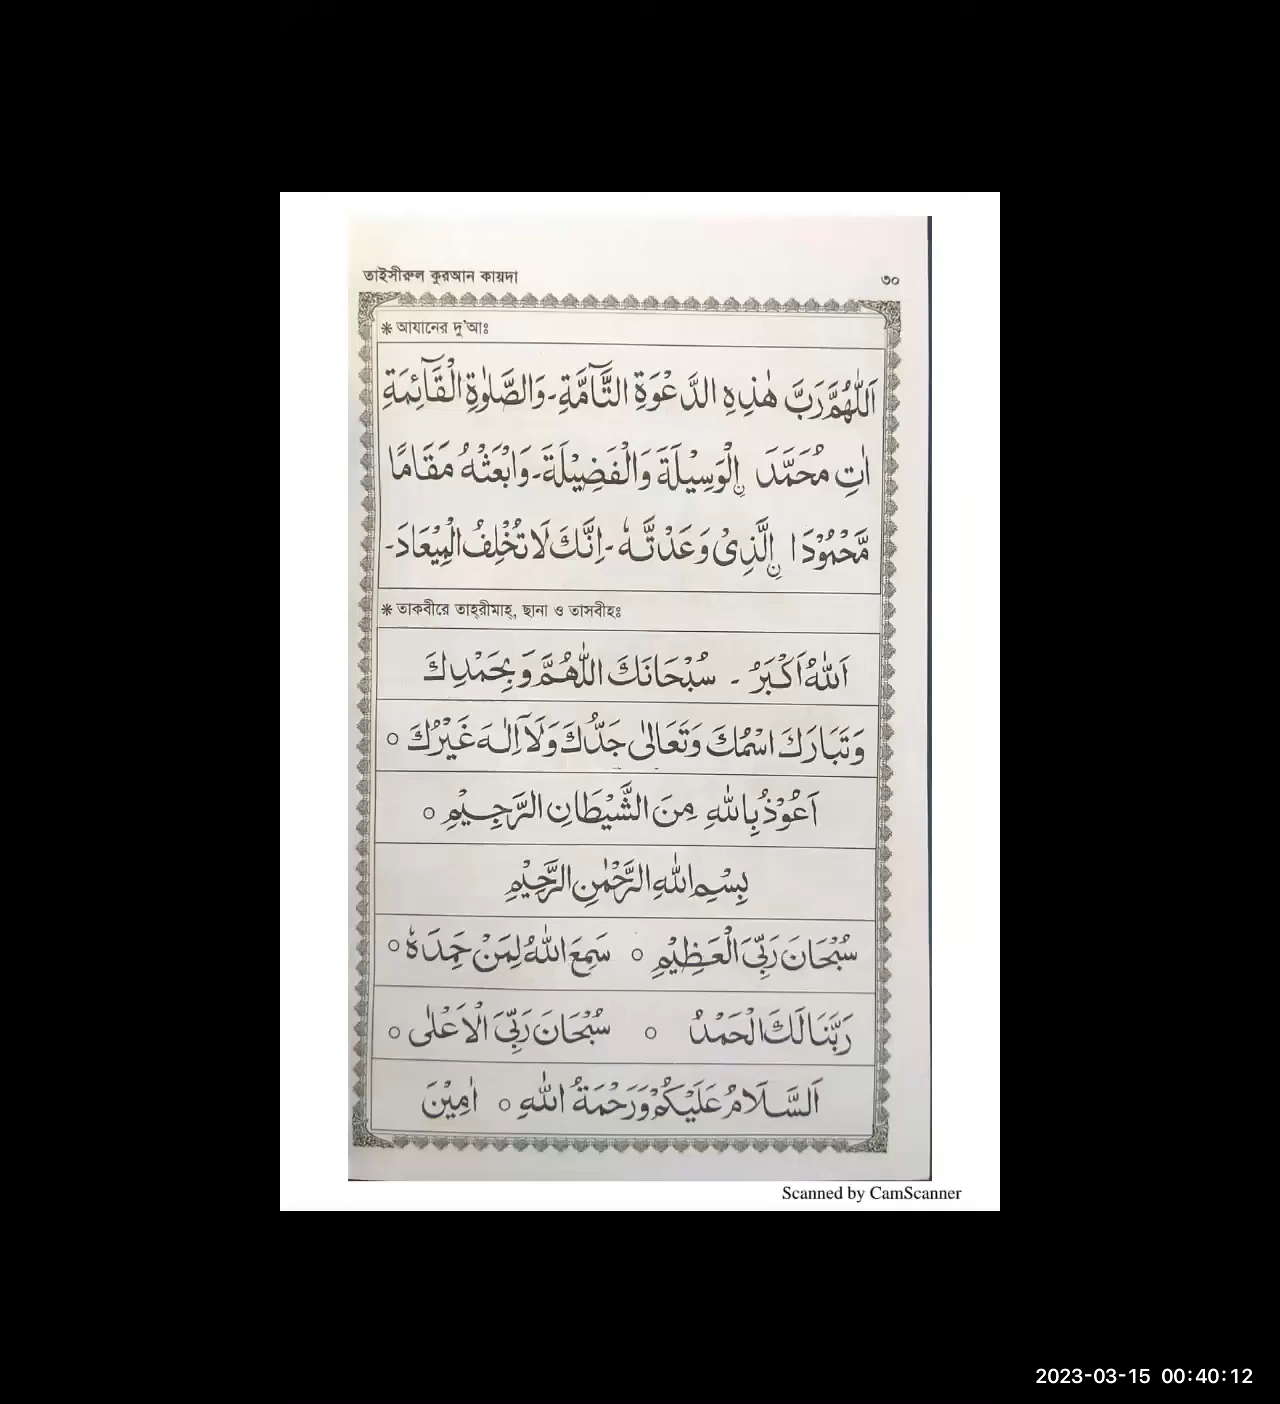 তাইসীরুল কুরআন কায়দা ৩০
* আযানের দু'আঃ
اَللّٰهُمَّ رَبَّ هٰذِهِ الدَّعْوَةِ التَّآمَّةِ - وَالصَّلٰوةِ الْقَآئِمَةِ
اٰتِ مُحَمَّدَ نِ الْوَسِيْلَةَ وَالْفَضِيْلَةَ - وَابْعَثْهُ مَقَامًا
مَّحْمُوْدَا نِ الَّذِىْ وَعَدْتَّهٗ - اِنَّكَ لَا تُخْلِفُ الْمِيْعَادَ -
* তাকবীরে তাহ্‌রীমাহ্‌, ছানা ও তাসবীহঃ
اَللّٰهُ اَكْبَرُ - سُبْحَانَكَ اللّٰهُمَّ وَبِحَمْدِكَ
وَتَبَارَكَ اسْمُكَ وَتَعَالٰى جَدُّكَ وَلَآ اِلٰهَ غَيْرُكَ ○
اَعُوْذُ بِاللّٰهِ مِنَ الشَّيْطَانِ الرَّجِيْمِ ○
بِسْمِ اللّٰهِ الرَّحْمٰنِ الرَّحِيْمِ
سُبْحَانَ رَبِّىَ الْعَظِيْمِ ○ سَمِعَ اللّٰهُ لِمَنْ حَمِدَهٗ ○
رَبَّنَا لَكَ الْحَمْدُ ○ سُبْحَانَ رَبِّىَ الْاَعْلٰى ○
اَلسَّلَامُ عَلَيْكُمْ وَرَحْمَةُ اللّٰهِ ○ اٰمِيْنَ
Scanned by CamScanner
2023-03-15 00:40:12